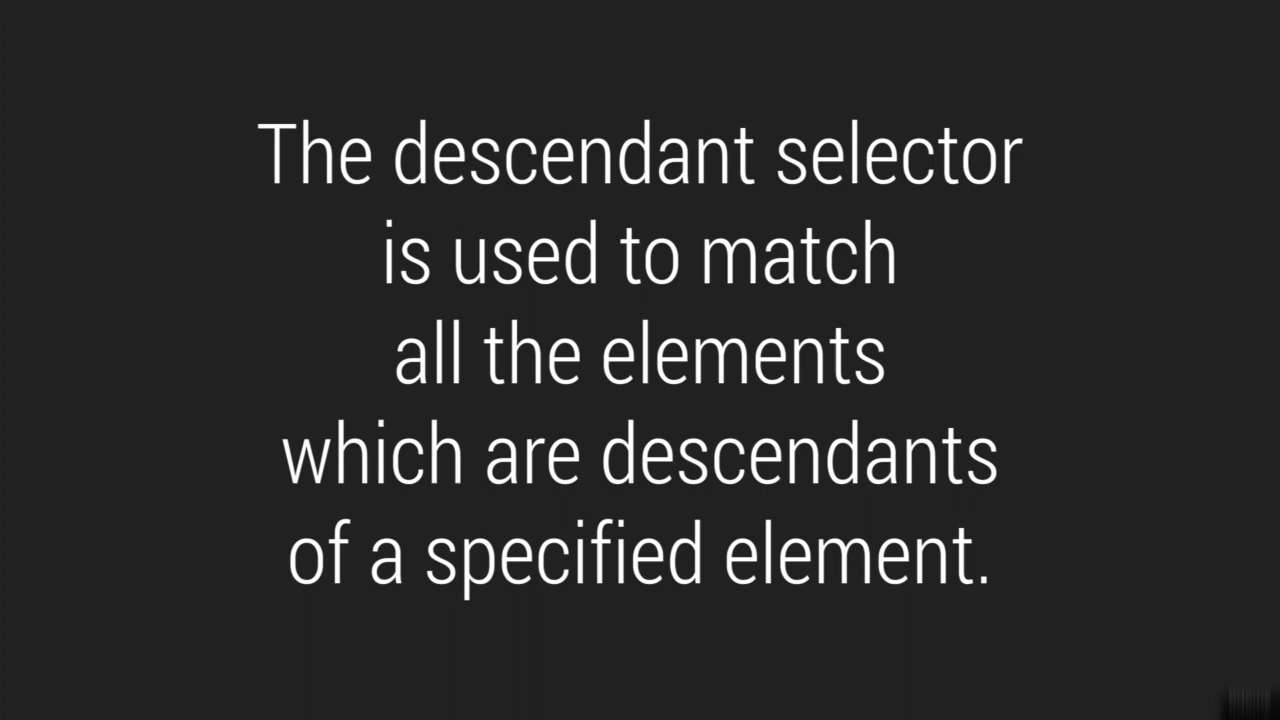 The descendant selector
is used to match
all the elements
which are descendants
of a specified element.